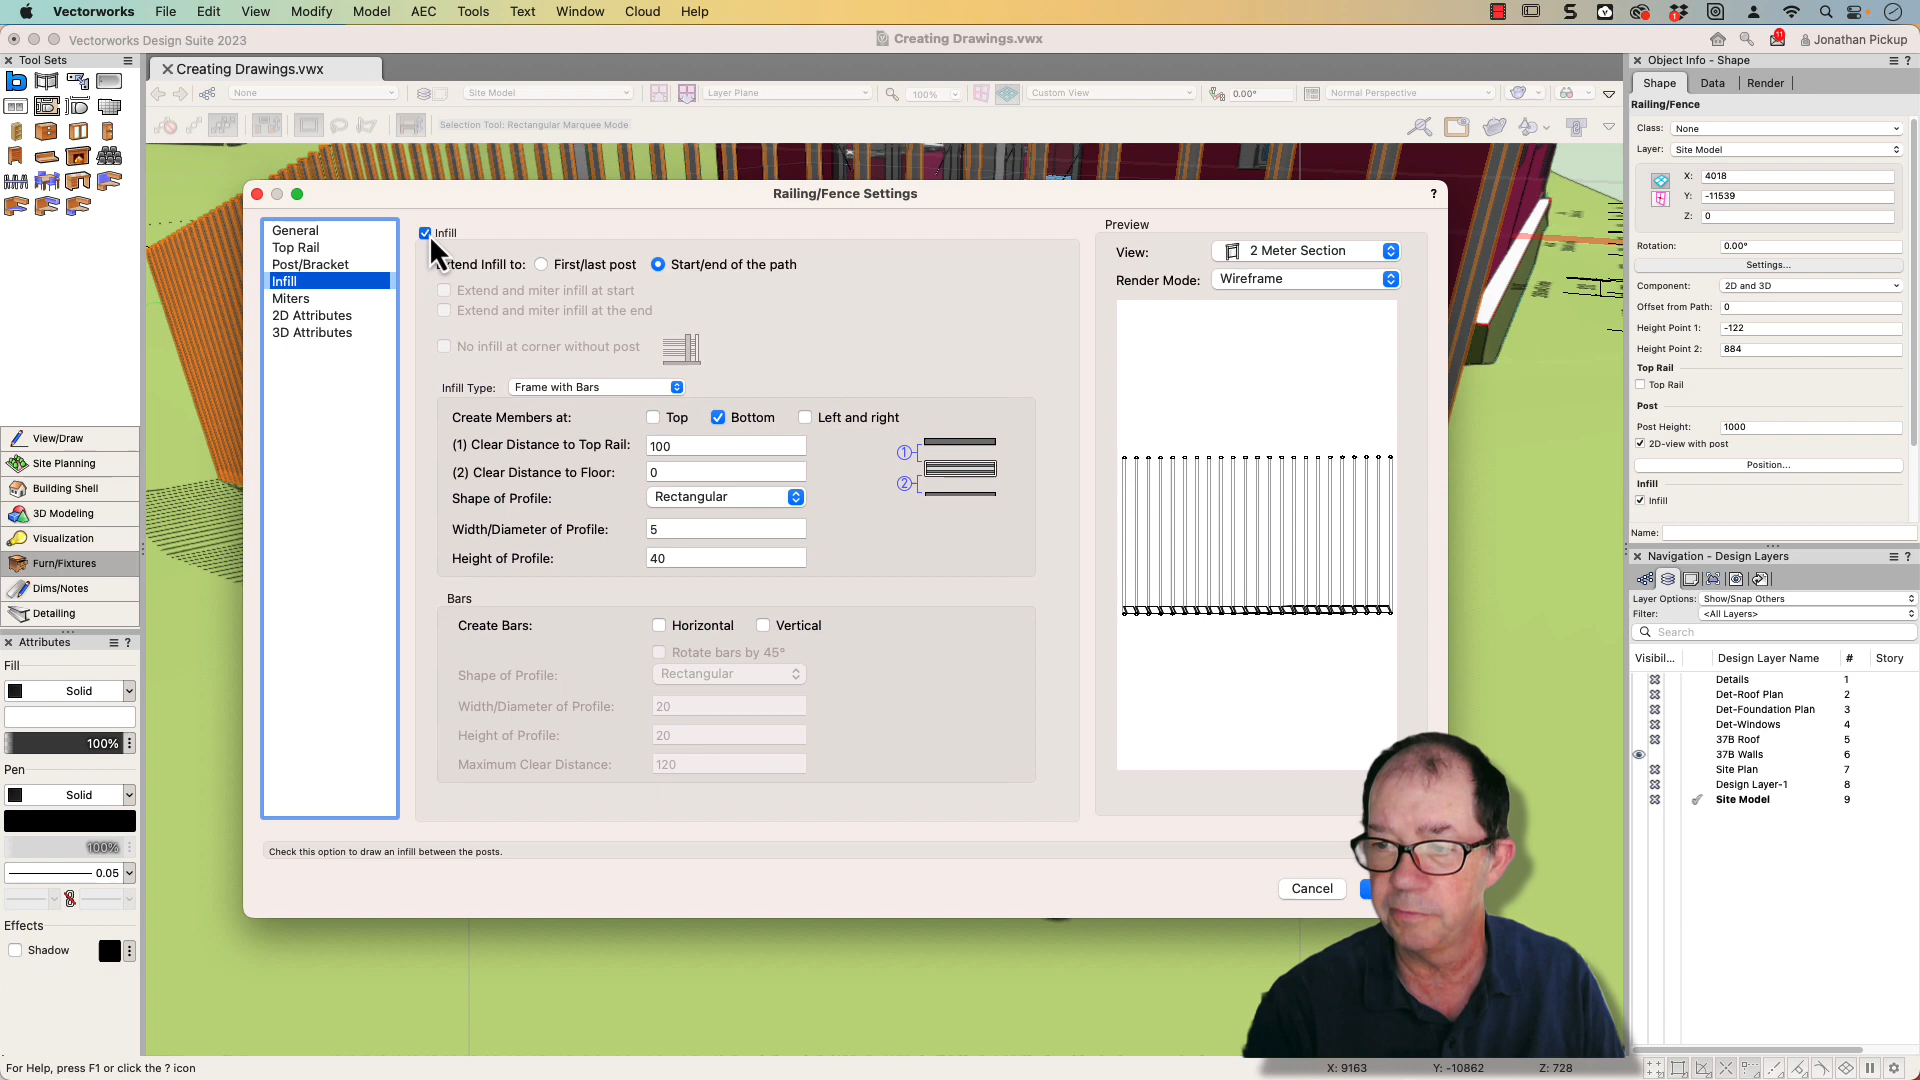 Vectorworks File Edit View Modify Model AEC Tools Text Window Cloud Help
Vectorworks Design Suite 2023
Creating Drawings.vwx
Jonathan Pickup
Tool Sets
Creating Drawings.vwx
Object Info - Shape
None
Site Model
Layer Plane
100%
Custom View
0.00°
Normal Perspective
Selection Tool: Rectangular Marquee Mode
Shape Data Render
Railing/Fence
Class: None
Layer: Site Model
X: 4018
Y: -11539
Z: 0
Rotation: 0.00°
Settings...
Component: 2D and 3D
Offset from Path: 0
Height Point 1: -122
Height Point 2: 884
Top Rail
Top Rail
Post
Post Height: 1000
2D-view with post
Position...
Infill
Infill
Name:
Railing/Fence Settings
?
General
Top Rail
Post/Bracket
Infill
Miters
2D Attributes
3D Attributes
Infill
tend Infill to: First/last post Start/end of the path
Extend and miter infill at start
Extend and miter infill at the end
No infill at corner without post
Infill Type: Frame with Bars
Create Members at: Top Bottom Left and right
(1) Clear Distance to Top Rail: 100
(2) Clear Distance to Floor: 0
Shape of Profile: Rectangular
Width/Diameter of Profile: 5
Height of Profile: 40
1
2
Bars
Create Bars: Horizontal Vertical
Rotate bars by 45°
Shape of Profile: Rectangular
Width/Diameter of Profile: 20
Height of Profile: 20
Maximum Clear Distance: 120
Check this option to draw an infill between the posts.
Cancel
Preview
View: 2 Meter Section
Render Mode: Wireframe
View/Draw
Site Planning
Building Shell
3D Modeling
Visualization
Furn/Fixtures
Dims/Notes
Detailing
Attributes
Fill
Solid
100%
Pen
Solid
100%
0.05
Effects
Shadow
Navigation - Design Layers
Layer Options: Show/Snap Others
Filter: <All Layers>
Search
Visibil... Design Layer Name # Story
Details 1
Det-Roof Plan 2
Det-Foundation Plan 3
Det-Windows 4
37B Roof 5
37B Walls 6
Site Plan 7
Design Layer-1 8
Site Model 9
For Help, press F1 or click the ? icon
X: 9163 Y: -10862 Z: 728